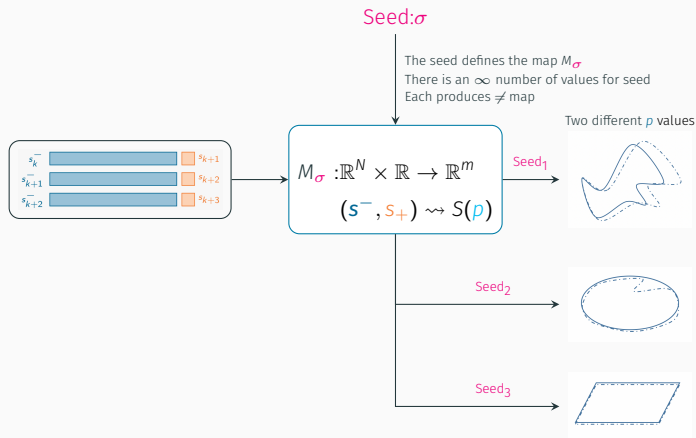 Seed:σ
The seed defines the map M_σ
There is an ∞ number of values for seed
Each produces ≠ map
Two different p values
s_k^- s_{k+1}
s_{k+1}^- s_{k+2}
s_{k+2}^- s_{k+3}
M_σ :ℝ^N × ℝ → ℝ^m
(s^-, s_+) ⇝ S(p)
Seed_1
Seed_2
Seed_3